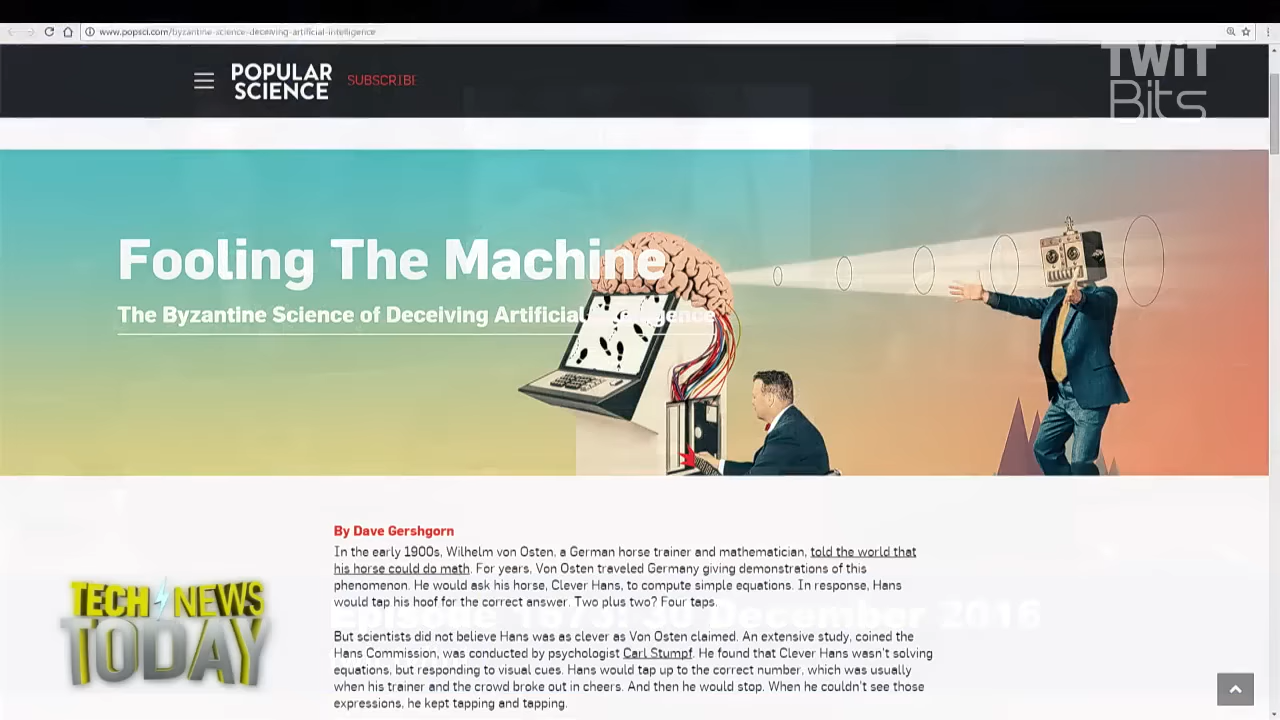 www.popsci.com/byzantine-science-deceiving-artificial-intelligence
TWiT
Bits
POPULAR
SCIENCE
SUBSCRIBE
Fooling The Machine
The Byzantine Science of Deceiving Artificial Intelligence
By Dave Gershgorn
In the early 1900s, Wilhelm von Osten, a German horse trainer and mathematician, told the world that
his horse could do math. For years, Von Osten traveled Germany giving demonstrations of this
phenomenon. He would ask his horse, Clever Hans, to compute simple equations. In response, Hans
would tap his hoof for the correct answer. Two plus two? Four taps.
December 2016
But scientists did not believe Hans was as clever as Von Osten claimed. An extensive study, coined the
Hans Commission, was conducted by psychologist Carl Stumpf. He found that Clever Hans wasn't solving
equations, but responding to visual cues. Hans would tap up to the correct number, which was usually
when his trainer and the crowd broke out in cheers. And then he would stop. When he couldn't see those
expressions, he kept tapping and tapping.
TECH NEWS
TODAY